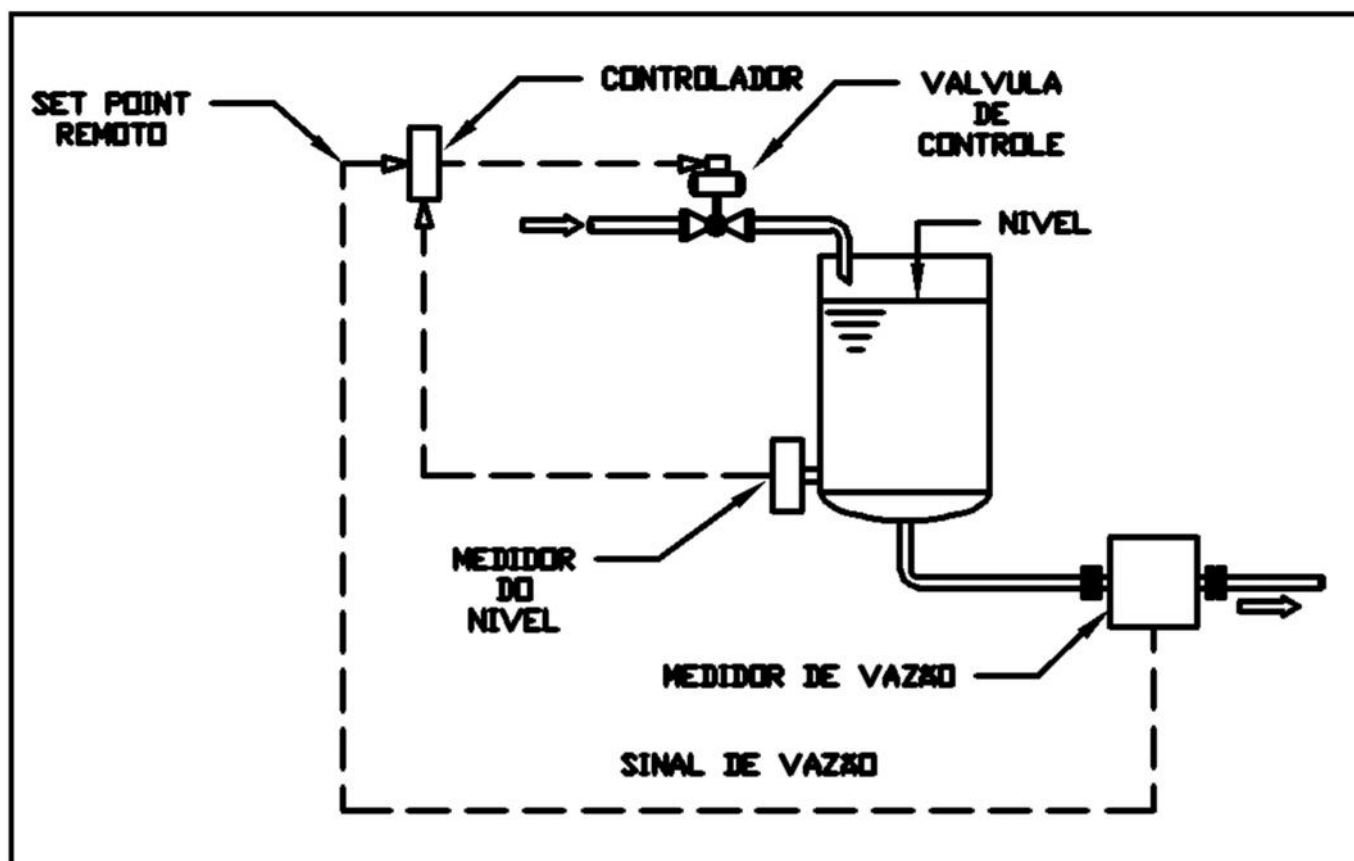 SET POINT
REMOTO
CONTROLADOR
VALVULA
DE
CONTROLE
NIVEL
MEDIDOR
DO
NIVEL
MEDIDOR DE VAZÃO
SINAL DE VAZÃO